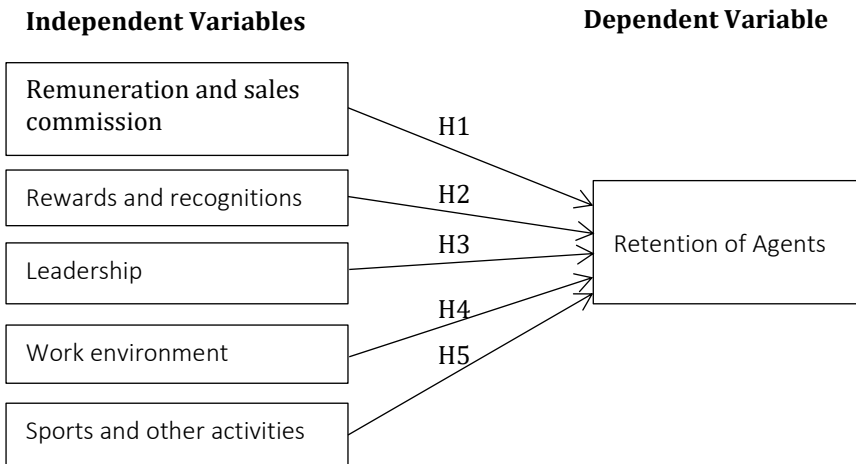 Independent Variables
Dependent Variable
Remuneration and sales
commission
H1
Rewards and recognitions
H2
Leadership
H3
Retention of Agents
Work environment
H4
H5
Sports and other activities